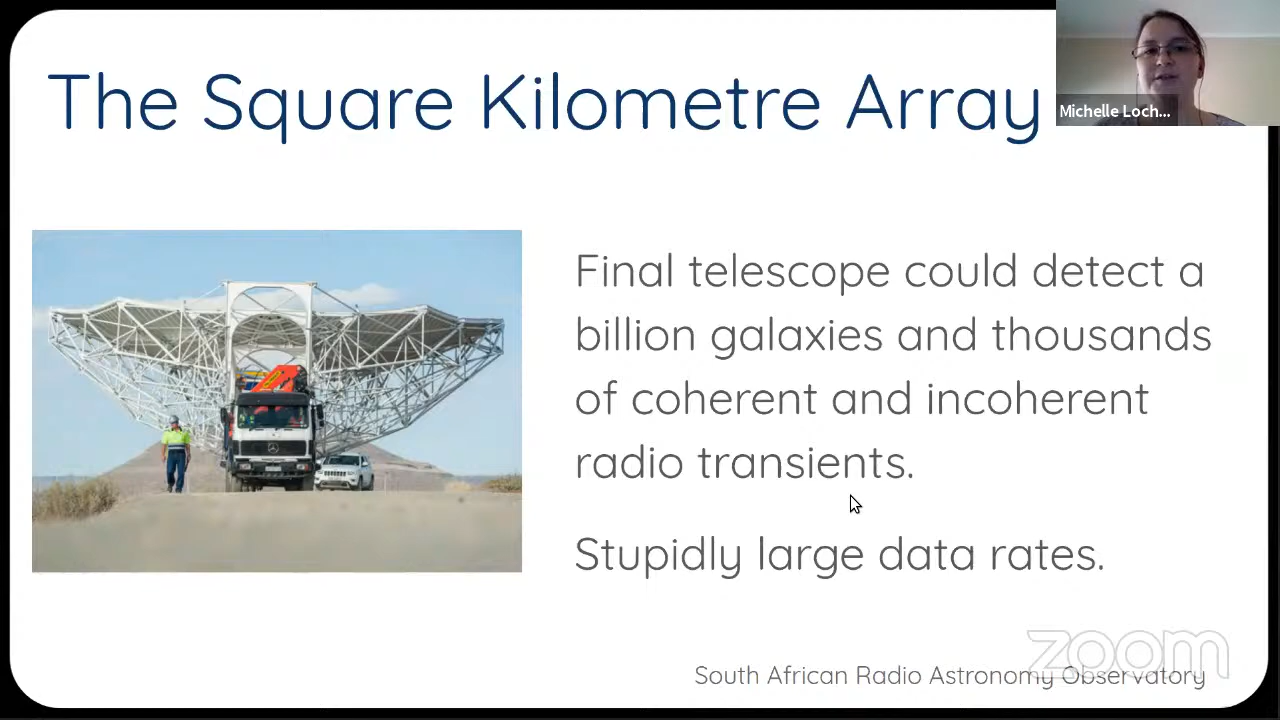 The Square Kilometre Array
Michelle Loch...
Final telescope could detect a
billion galaxies and thousands
of coherent and incoherent
radio transients.
Stupidly large data rates.
zoom
South African Radio Astronomy Observatory